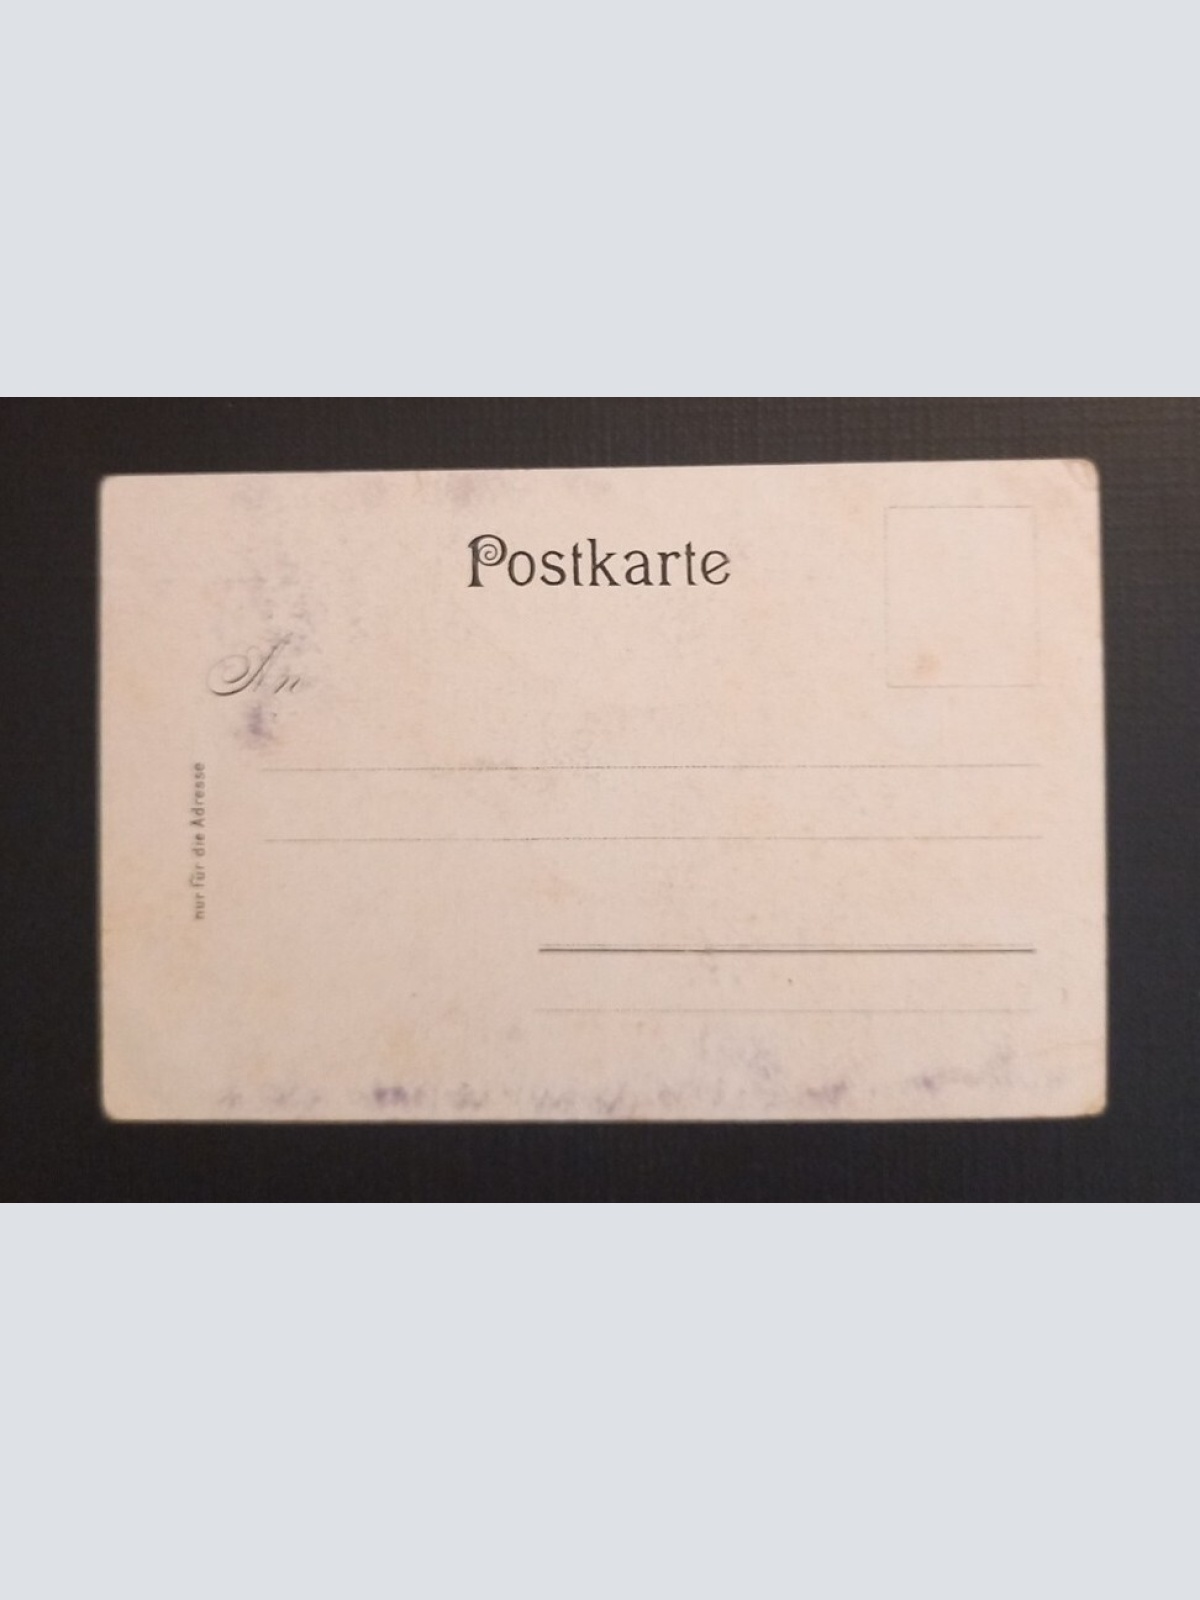 Postkarte
An
nur für die Adresse